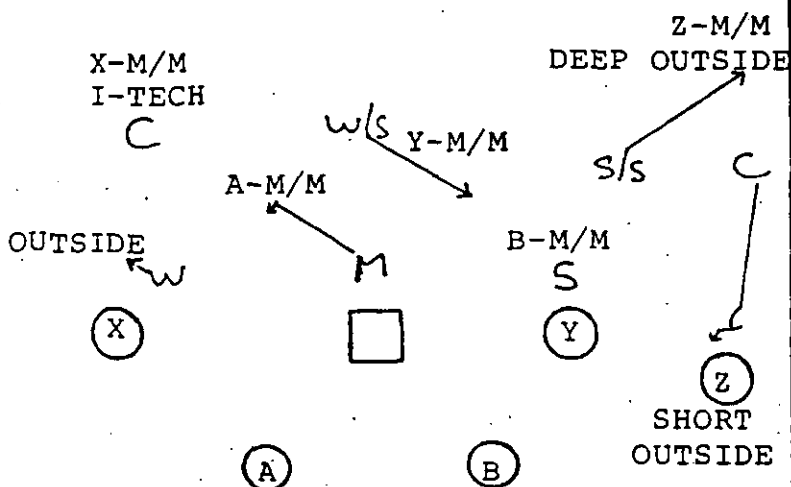 Z-M/M
X-M/M
DEEP OUTSIDE
I-TECH
C
W/S
Y-M/M
S/S
C
A-M/M
OUTSIDE
W
M
B-M/M
S
X
Y
Z
SHORT
OUTSIDE
A
B